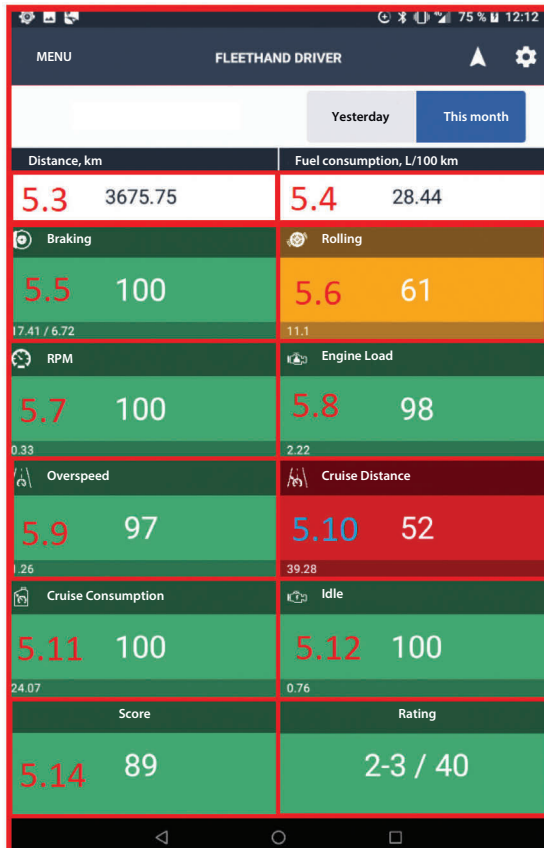 75 % 12:12
MENU FLEETHAND DRIVER
Yesterday This month
Distance, km Fuel consumption, L/100 km
5.3 3675.75 5.4 28.44
Braking Rolling
5.5 100 5.6 61
17.41 / 6.72 11.1
RPM Engine Load
5.7 100 5.8 98
0.33 2.22
Overspeed Cruise Distance
5.9 97 5.10 52
1.26 39.28
Cruise Consumption Idle
5.11 100 5.12 100
24.07 0.76
Score Rating
5.14 89 2-3 / 40